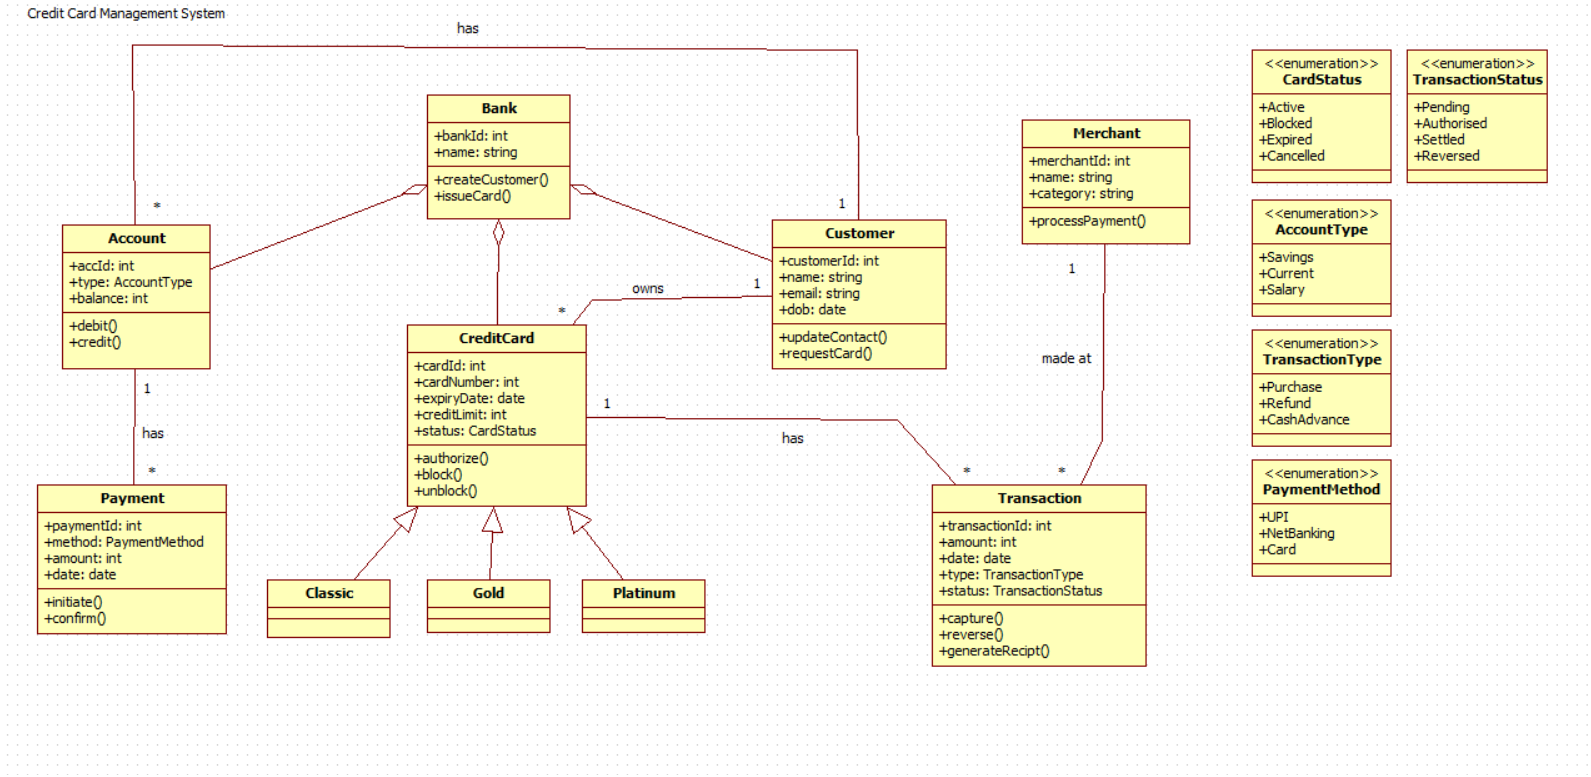 Credit Card Management System
has
Bank
+bankId: int
+name: string
+createCustomer()
+issueCard()
Merchant
+merchantId: int
+name: string
+category: string
+processPayment()
<<enumeration>>
CardStatus
+Active
+Blocked
+Expired
+Cancelled
<<enumeration>>
TransactionStatus
+Pending
+Authorised
+Settled
+Reversed
*
1
Account
+accId: int
+type: AccountType
+balance: int
+debit()
+credit()
Customer
+customerId: int
+name: string
+email: string
+dob: date
+updateContact()
+requestCard()
<<enumeration>>
AccountType
+Savings
+Current
+Salary
owns
1
*
1
CreditCard
+cardId: int
+cardNumber: int
+expiryDate: date
+creditLimit: int
+status: CardStatus
+authorize()
+block()
+unblock()
made at
<<enumeration>>
TransactionType
+Purchase
+Refund
+CashAdvance
1
has
*
1
has
*
*
Payment
+paymentId: int
+method: PaymentMethod
+amount: int
+date: date
+initiate()
+confirm()
Classic
Gold
Platinum
Transaction
+transactionId: int
+amount: int
+date: date
+type: TransactionType
+status: TransactionStatus
+capture()
+reverse()
+generateRecipt()
<<enumeration>>
PaymentMethod
+UPI
+NetBanking
+Card